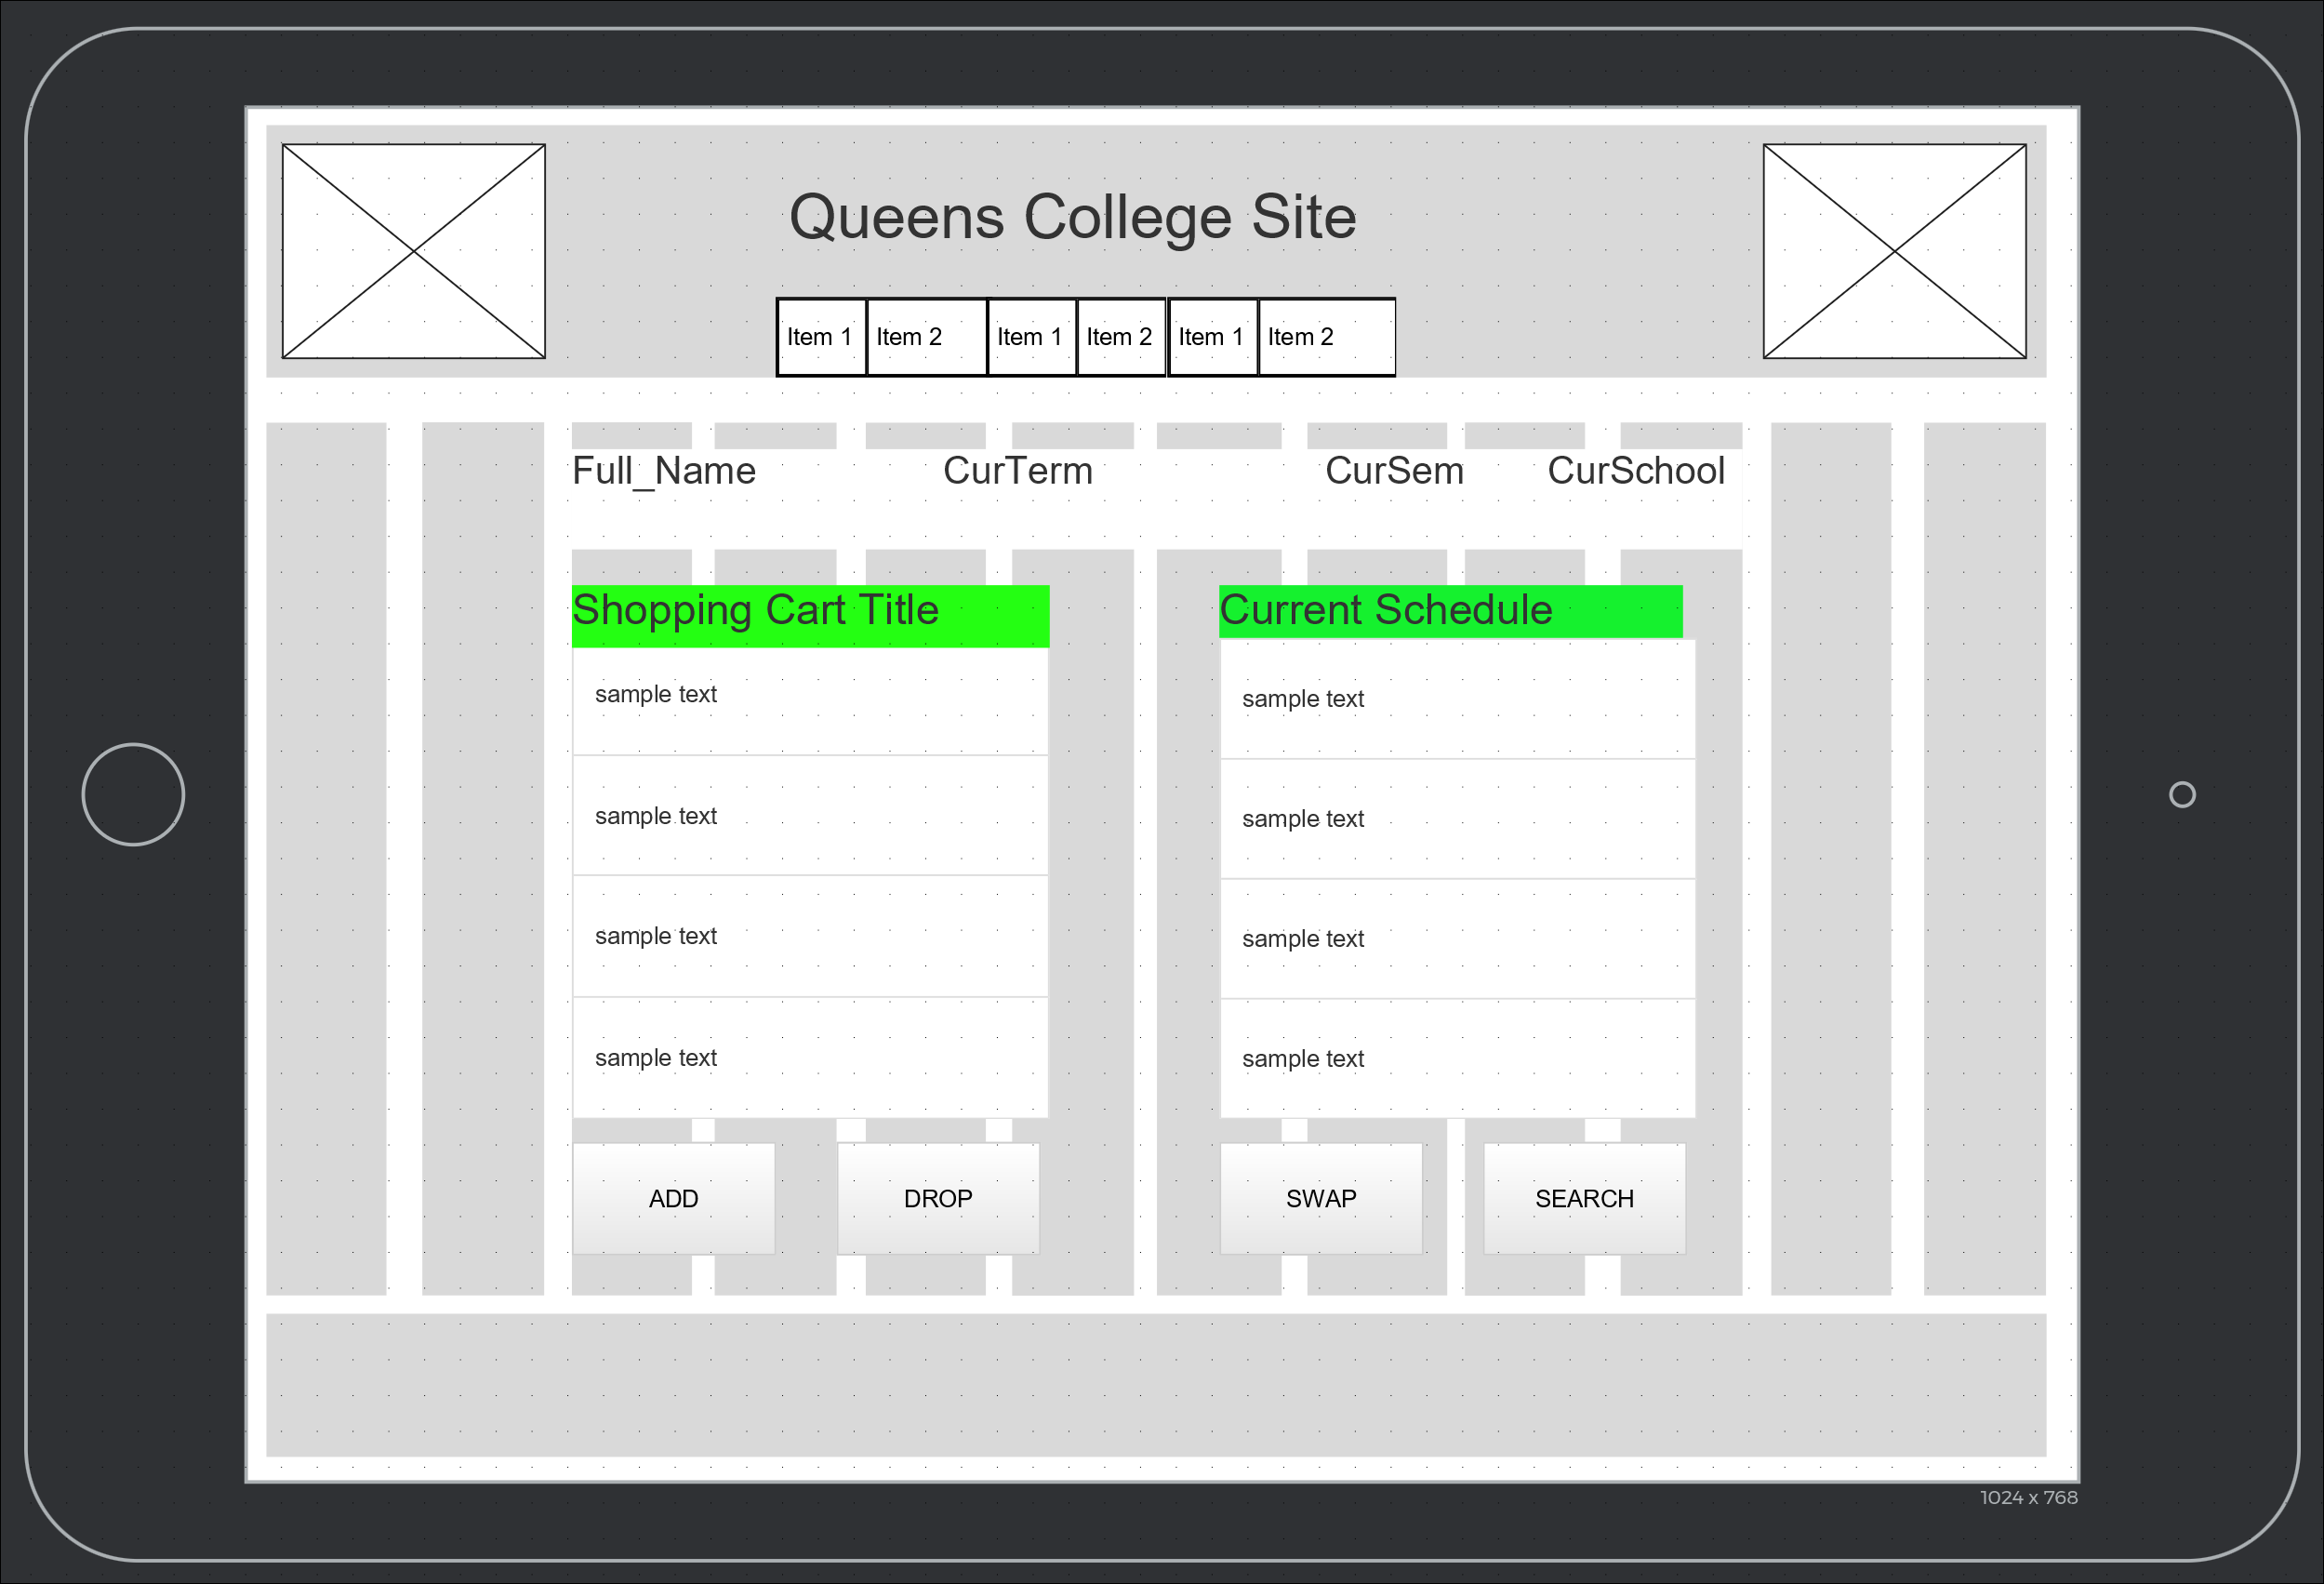 Queens College Site
Item 1 Item 2 Item 1 Item 2 Item 1 Item 2
Full_Name CurTerm CurSem CurSchool
Shopping Cart Title
sample text
sample text
sample text
sample text
Current Schedule
sample text
sample text
sample text
sample text
ADD DROP SWAP SEARCH
1024 x 768